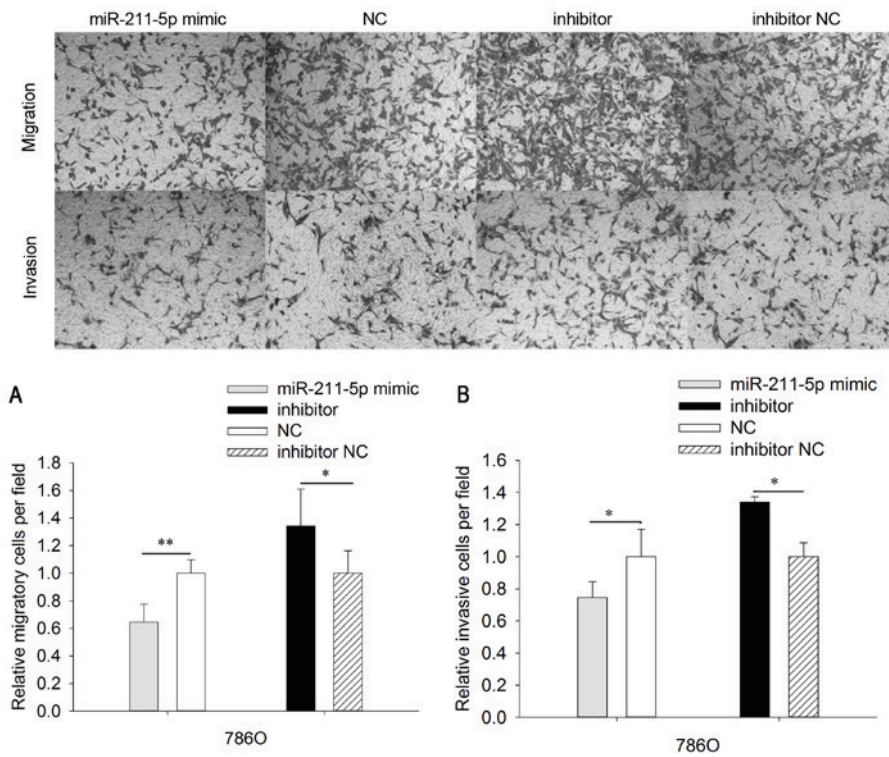 miR-211-5p mimic NC inhibitor inhibitor NC
Migration
Invasion
A
miR-211-5p mimic
inhibitor
NC
inhibitor NC
Relative migratory cells per field
1.8
1.6
1.4
1.2
1.0
0.8
0.6
0.4
0.2
0.0
**
*
786O
B
miR-211-5p mimic
inhibitor
NC
inhibitor NC
Relative invasive cells per field
1.6
1.4
1.2
1.0
0.8
0.6
0.4
0.2
0.0
*
*
786O